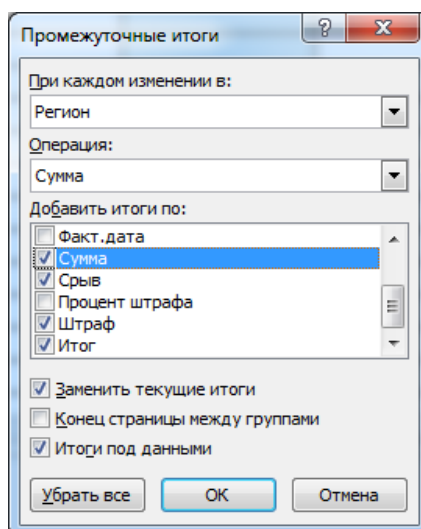 Промежуточные итоги
При каждом изменении в:
Регион
Операция:
Сумма
Добавить итоги по:
Факт.дата
Сумма
Срыв
Процент штрафа
Штраф
Итог
Заменить текущие итоги
Конец страницы между группами
Итоги под данными
Убрать все ОК Отмена